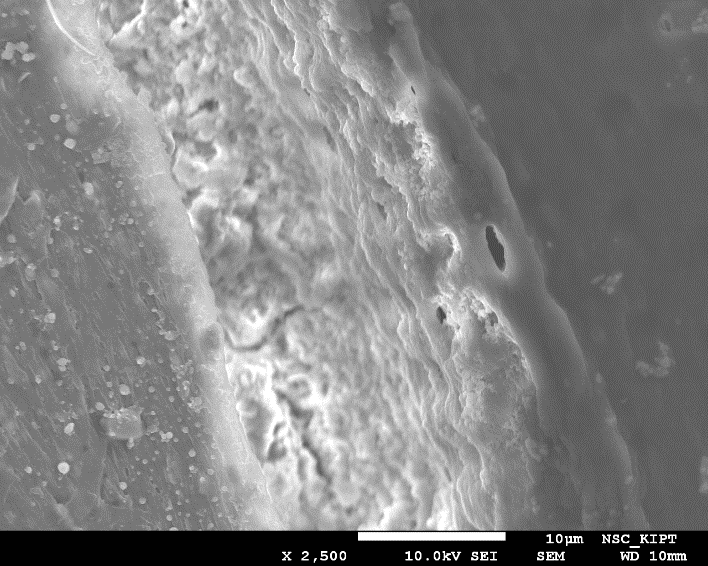 10µm NSC_KIPT
X 2,500 10.0kV SEI SEM WD 10mm